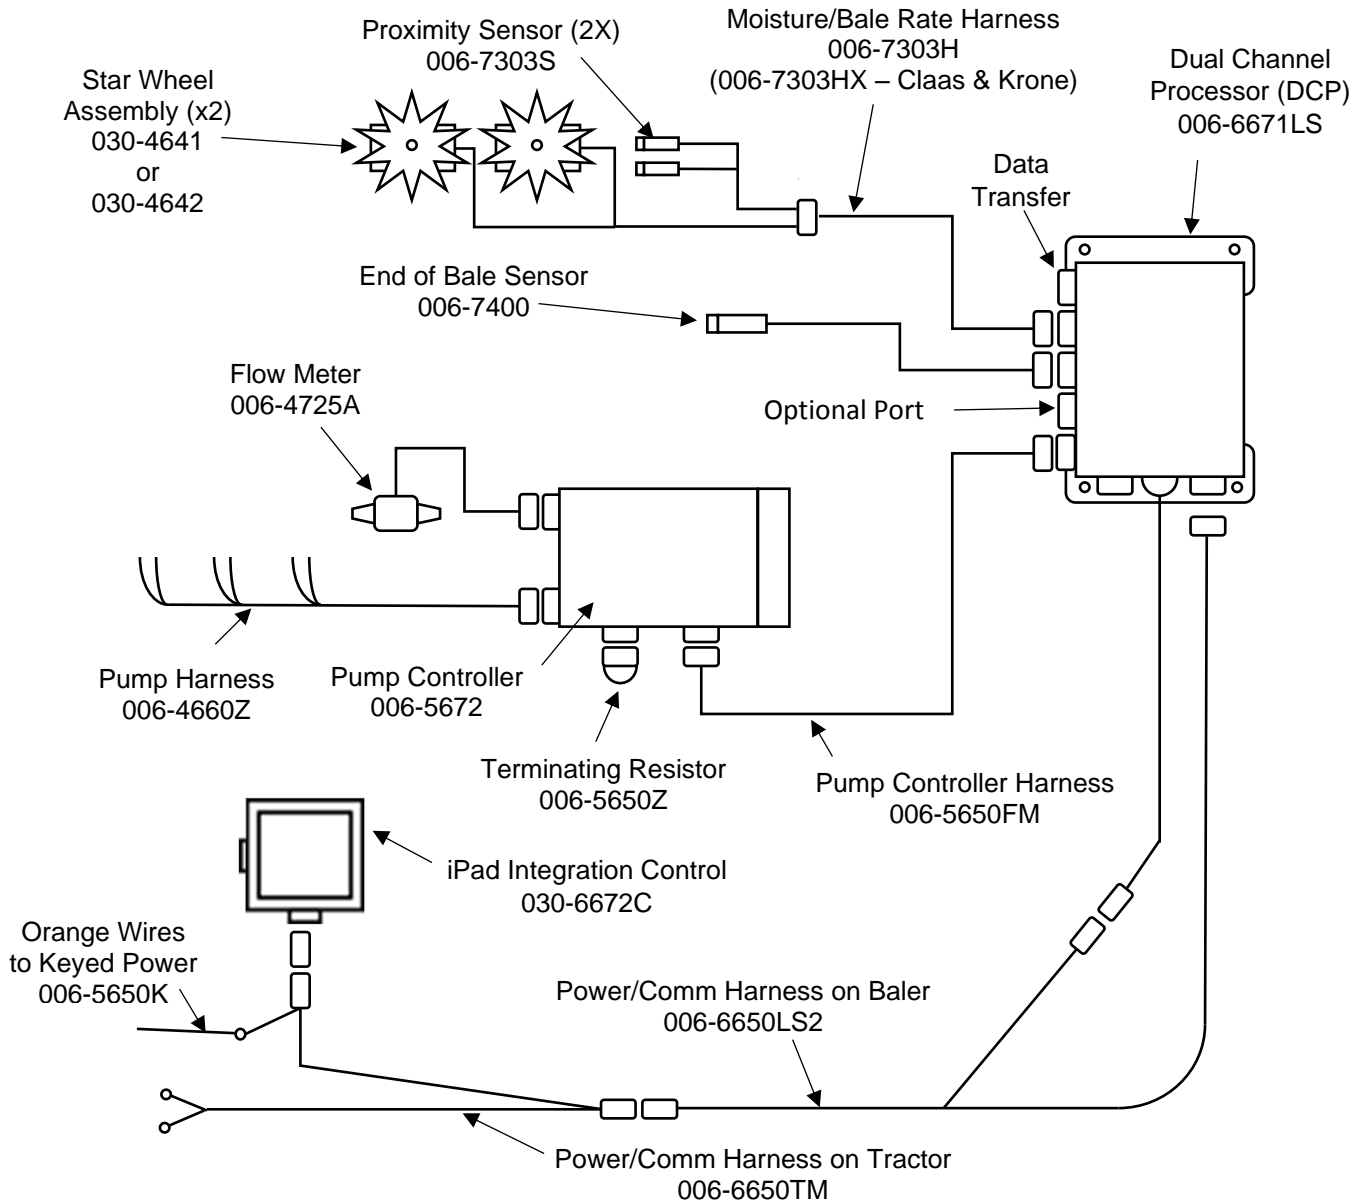 Proximity Sensor (2X)
006-7303S
Moisture/Bale Rate Harness
006-7303H
(006-7303HX – Claas & Krone)
Dual Channel
Processor (DCP)
006-6671LS
Star Wheel
Assembly (x2)
030-4641
or
030-4642
Data
Transfer
End of Bale Sensor
006-7400
Flow Meter
006-4725A
Optional Port
Pump Harness
006-4660Z
Pump Controller
006-5672
Terminating Resistor
006-5650Z
Pump Controller Harness
006-5650FM
iPad Integration Control
030-6672C
Orange Wires
to Keyed Power
006-5650K
Power/Comm Harness on Baler
006-6650LS2
Power/Comm Harness on Tractor
006-6650TM